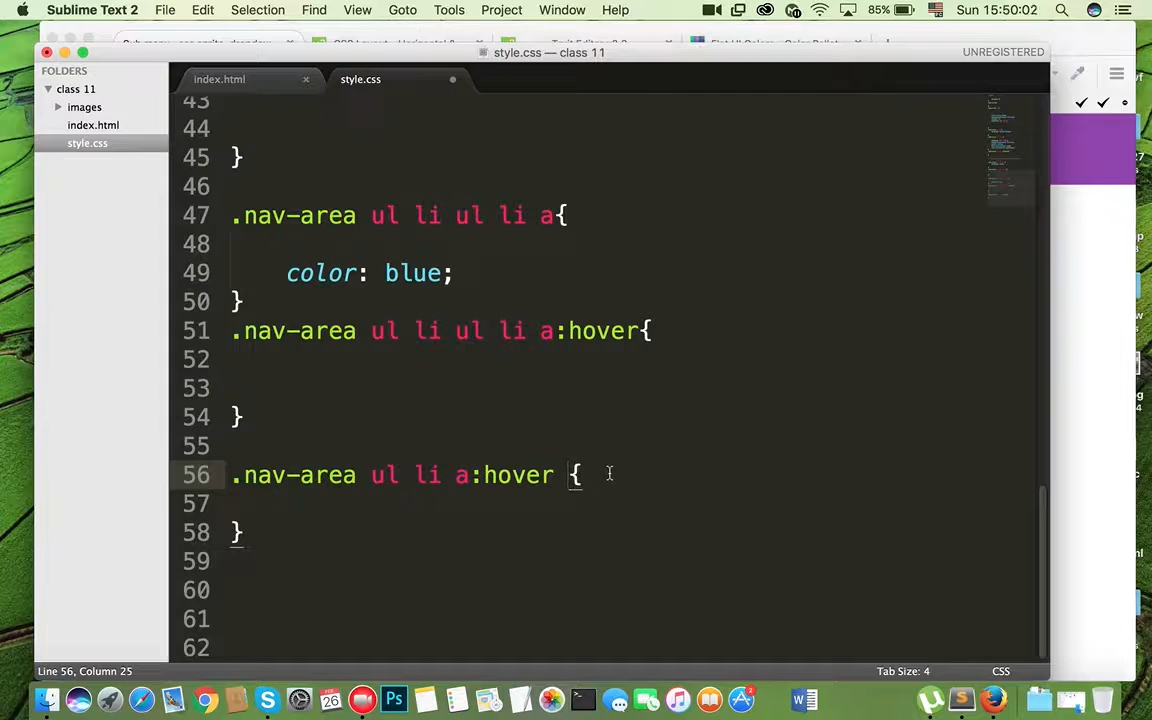 Sublime Text 2 File Edit Selection Find View Goto Tools Project Window Help 85% Sun 15:50:02
style.css — class 11 UNREGISTERED
FOLDERS
class 11
images
index.html
style.css
index.html × style.css
43
44
45 }
46
47 .nav-area ul li ul li a{
48
49 color: blue;
50 }
51 .nav-area ul li ul li a:hover{
52
53
54 }
55
56 .nav-area ul li a:hover {
57
58 }
59
60
61
62
Line 56, Column 25 Tab Size: 4 CSS
FEB
26
Ps
W
2